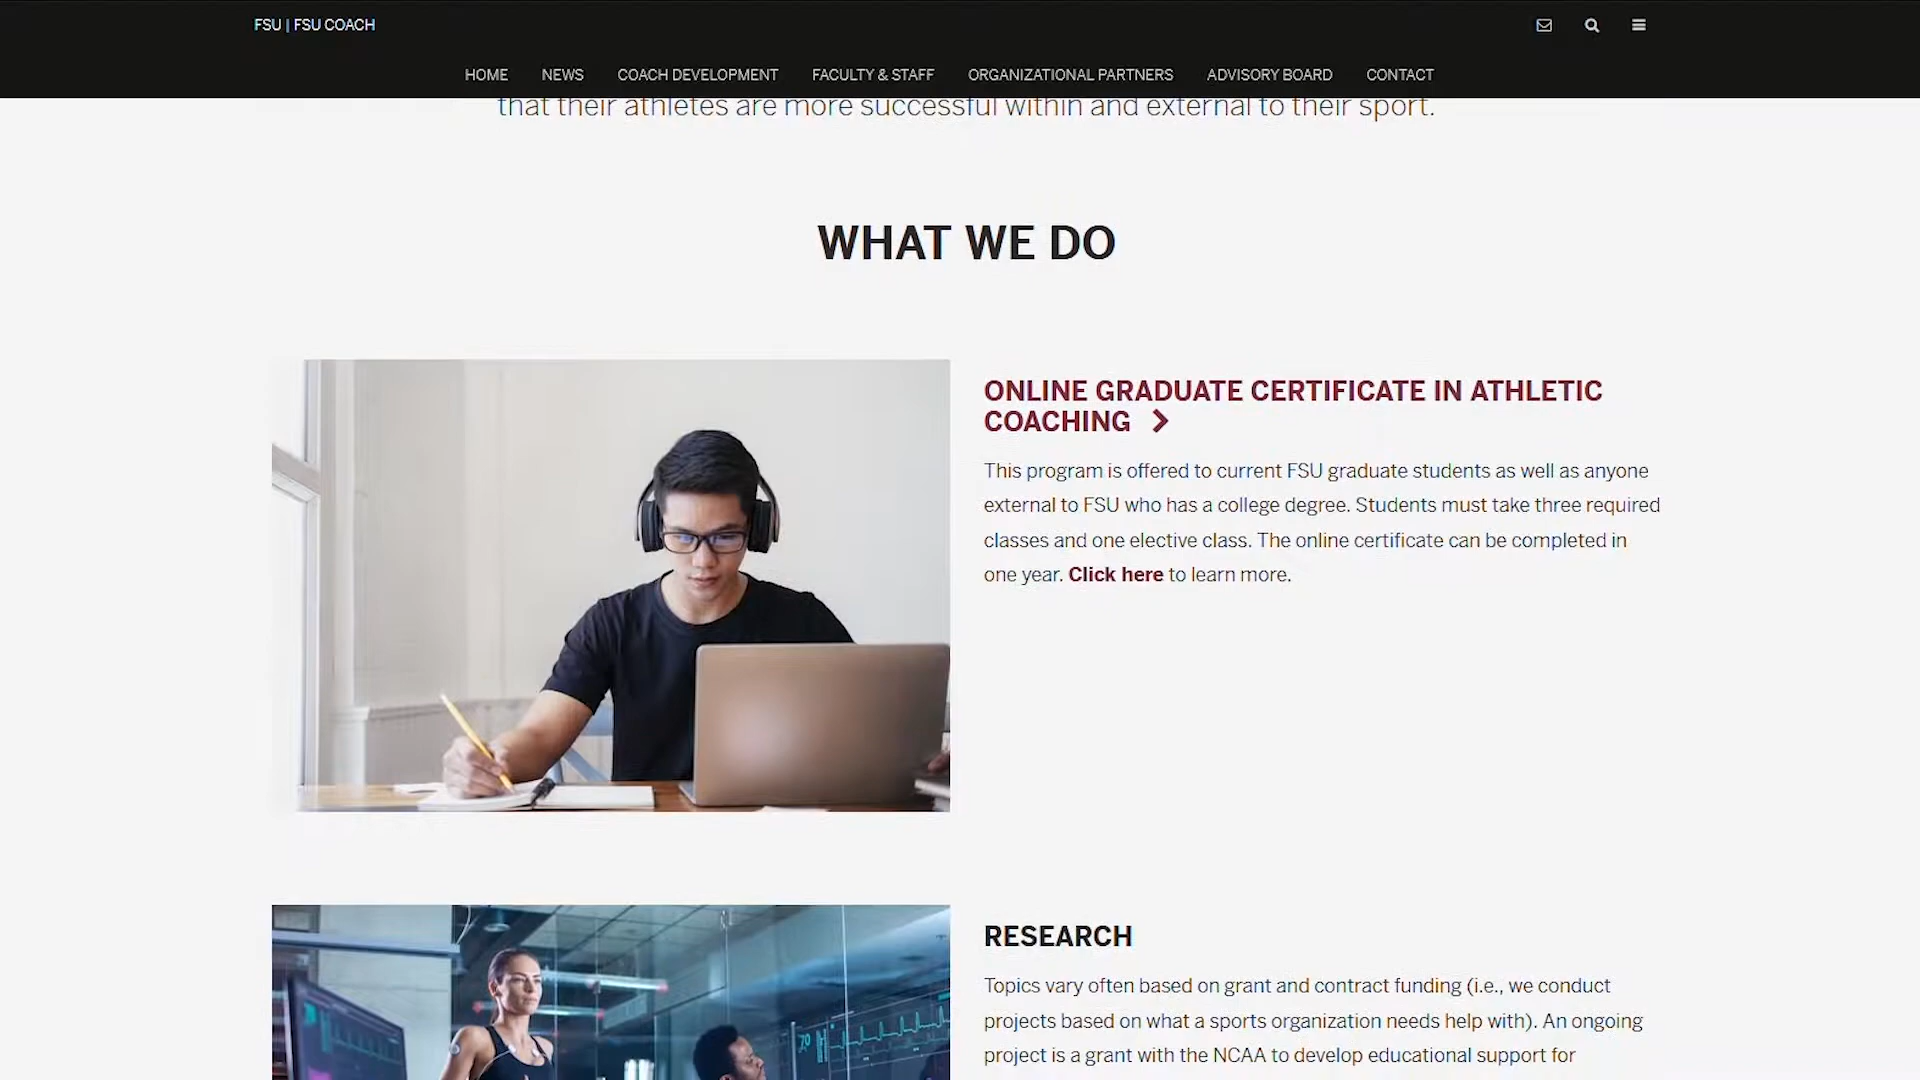 FSU | FSU COACH
HOME NEWS COACH DEVELOPMENT FACULTY & STAFF ORGANIZATIONAL PARTNERS ADVISORY BOARD CONTACT
that their athletes are more successful within and external to their sport.
WHAT WE DO
ONLINE GRADUATE CERTIFICATE IN ATHLETIC
COACHING
This program is offered to current FSU graduate students as well as anyone
external to FSU who has a college degree. Students must take three required
classes and one elective class. The online certificate can be completed in
one year. Click here to learn more.
RESEARCH
Topics vary often based on grant and contract funding (i.e., we conduct
projects based on what a sports organization needs help with). An ongoing
project is a grant with the NCAA to develop educational support for
70